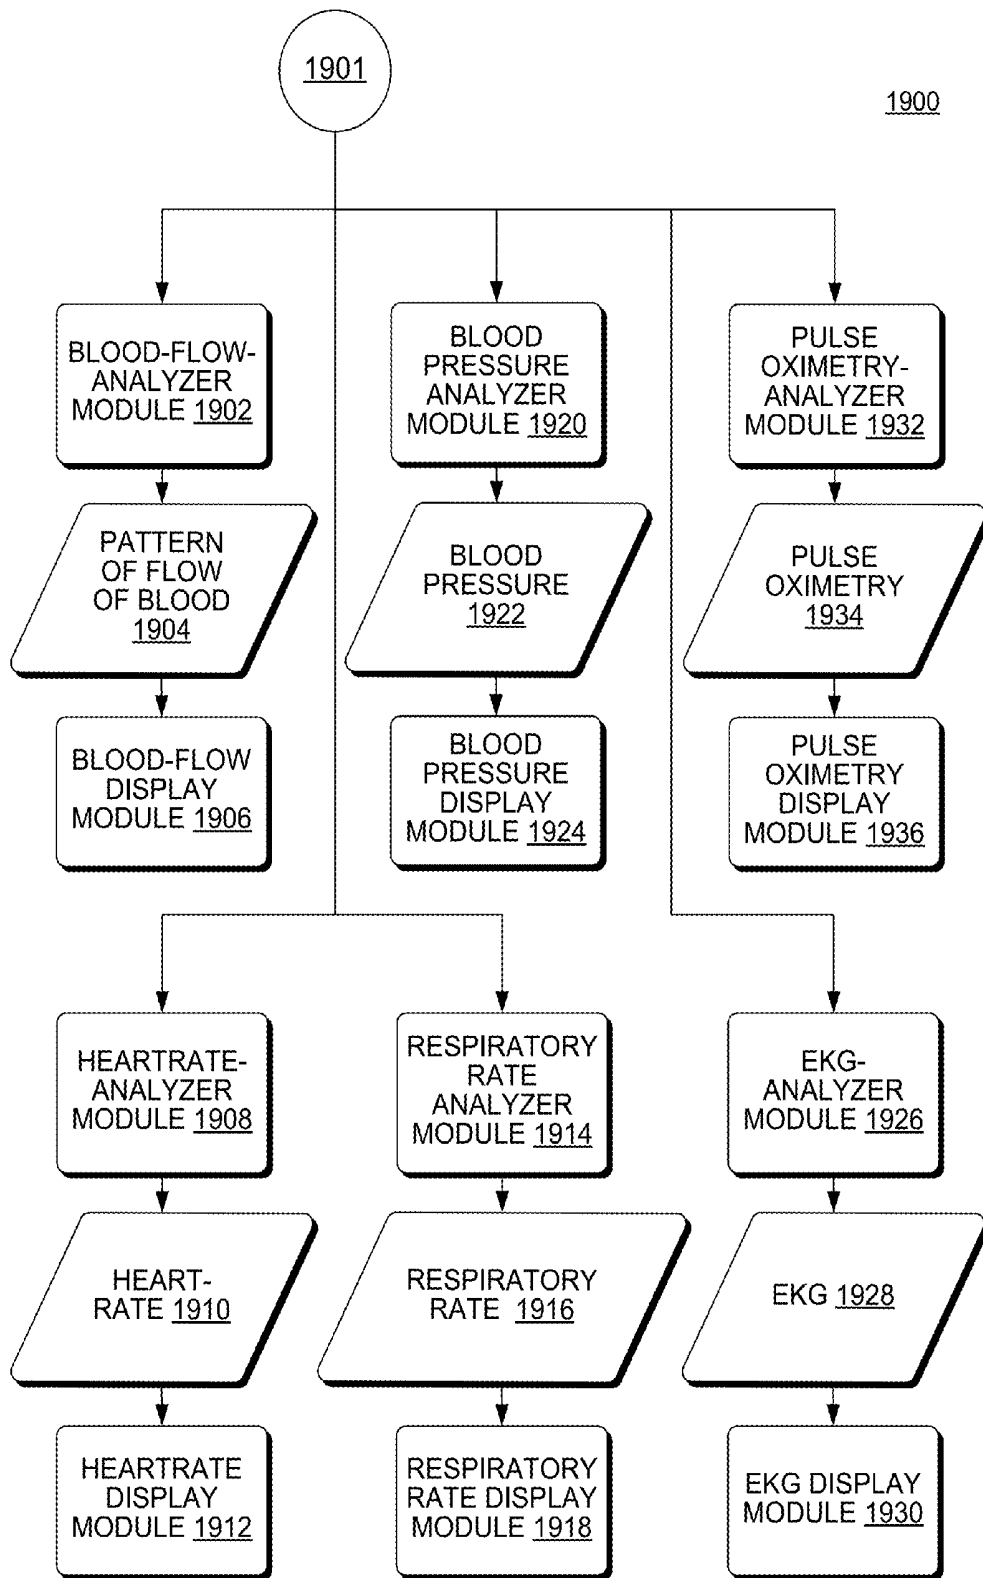 1901
1900
BLOOD-FLOW-
ANALYZER
MODULE 1902
BLOOD
PRESSURE
ANALYZER
MODULE 1920
PULSE
OXIMETRY-
ANALYZER
MODULE 1932
PATTERN
OF FLOW
OF BLOOD
1904
BLOOD
PRESSURE
1922
PULSE
OXIMETRY
1934
BLOOD-FLOW
DISPLAY
MODULE 1906
BLOOD
PRESSURE
DISPLAY
MODULE 1924
PULSE
OXIMETRY
DISPLAY
MODULE 1936
HEARTRATE-
ANALYZER
MODULE 1908
RESPIRATORY
RATE
ANALYZER
MODULE 1914
EKG-
ANALYZER
MODULE 1926
HEART-
RATE 1910
RESPIRATORY
RATE 1916
EKG 1928
HEARTRATE
DISPLAY
MODULE 1912
RESPIRATORY
RATE DISPLAY
MODULE 1918
EKG DISPLAY
MODULE 1930